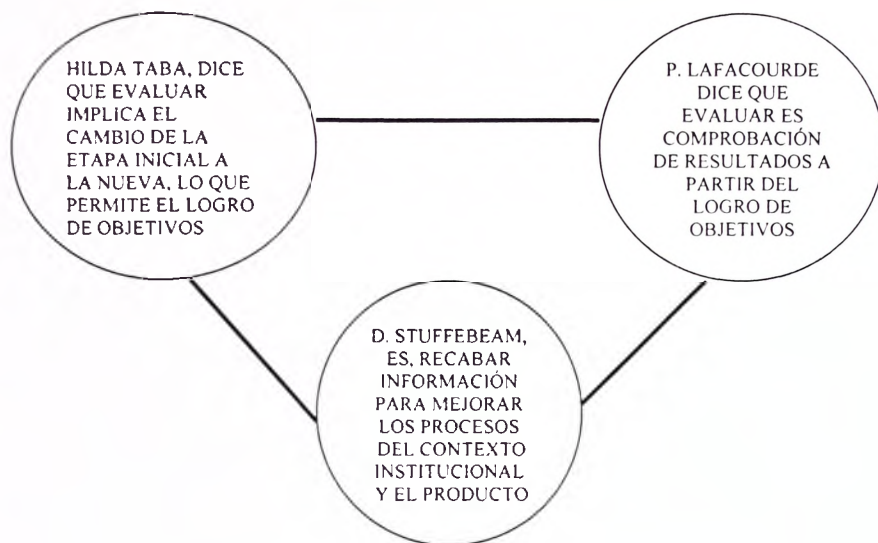 HILDA TABA, DICE
QUE EVALUAR
IMPLICA EL
CAMBIO DE LA
ETAPA INICIAL A
LA NUEVA, LO QUE
PERMITE EL LOGRO
DE OBJETIVOS
P. LAFACOURDE
DICE QUE
EVALUAR ES
COMPROBACIÓN
DE RESULTADOS A
PARTIR DEL
LOGRO DE
OBJETIVOS
D. STUFFEBEAM,
ES, RECABAR
INFORMACIÓN
PARA MEJORAR
LOS PROCESOS
DEL CONTEXTO
INSTITUCIONAL
Y EL PRODUCTO